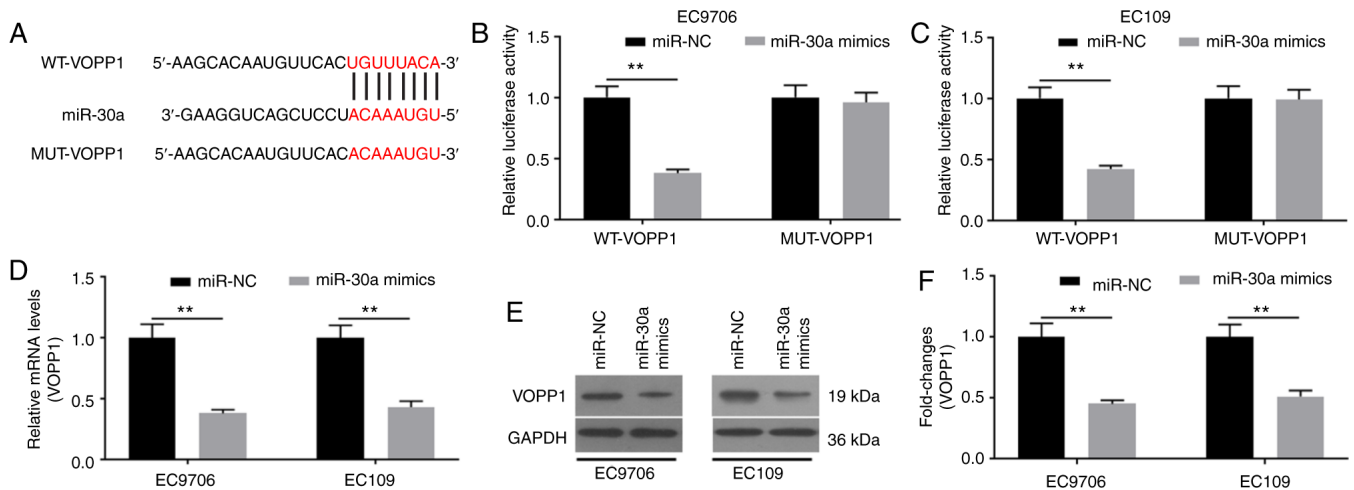 A
WT-VOPP1 5′-AAGCACAAUGUUCACUGUUUACA-3′
miR-30a 3′-GAAGGUCAGCUCCUACAAAUGU-5′
MUT-VOPP1 5′-AAGCACAAUGUUCACACAAAUGU-3′
B
EC9706
miR-NC miR-30a mimics
Relative luciferase activity
1.5
1.0
0.5
0.0
**
WT-VOPP1 MUT-VOPP1
C
EC109
miR-NC miR-30a mimics
Relative luciferase activity
1.5
1.0
0.5
0.0
**
WT-VOPP1 MUT-VOPP1
D
miR-NC miR-30a mimics
Relative mRNA levels
(VOPP1)
1.5
1.0
0.5
0.0
** **
EC9706 EC109
E
miR-NC
miR-30a
mimics
miR-NC
miR-30a
mimics
VOPP1 19 kDa
GAPDH 36 kDa
EC9706 EC109
F
miR-NC miR-30a mimics
Fold-changes
(VOPP1)
1.5
1.0
0.5
0.0
** **
EC9706 EC109